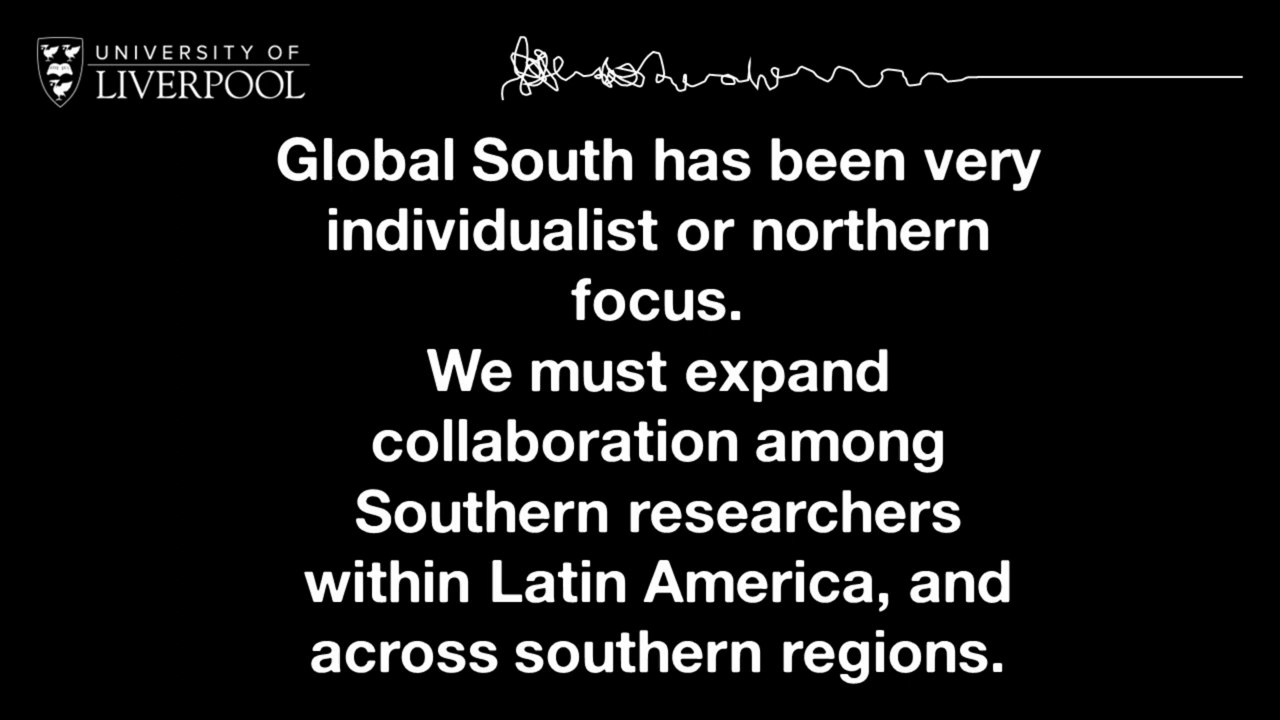 UNIVERSITY OF
LIVERPOOL
Global South has been very
individualist or northern
focus.
We must expand
collaboration among
Southern researchers
within Latin America, and
across southern regions.